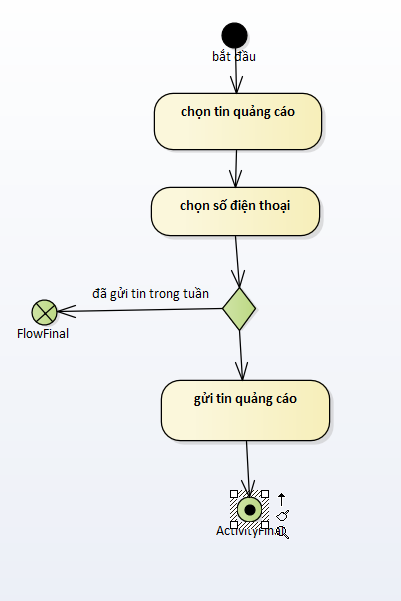 bắt đầu
chọn tin quảng cáo
chọn số điện thoại
đã gửi tin trong tuần
FlowFinal
gửi tin quảng cáo
ActivityFinal